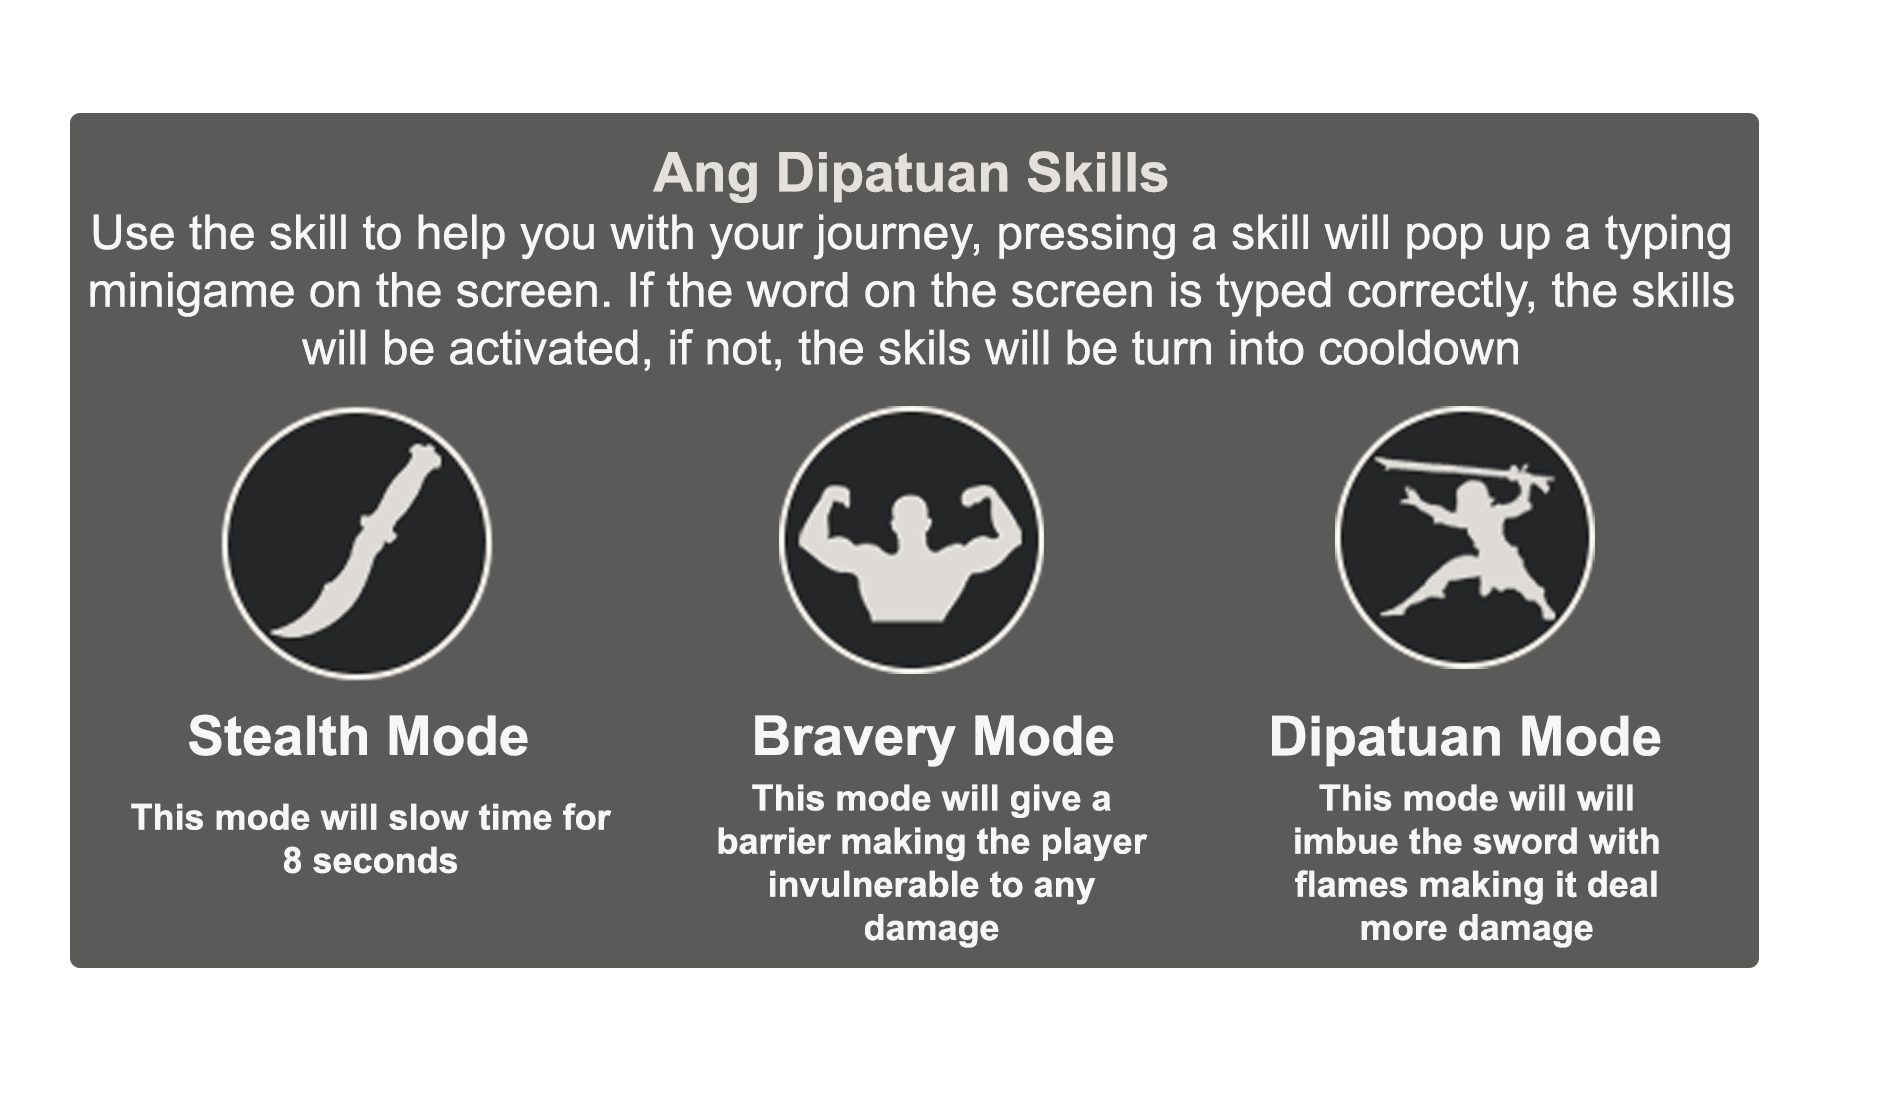 Ang Dipatuan Skills
Use the skill to help you with your journey, pressing a skill will pop up a typing
minigame on the screen. If the word on the screen is typed correctly, the skills
will be activated, if not, the skils will be turn into cooldown
Stealth Mode
This mode will slow time for
8 seconds
Bravery Mode
This mode will give a
barrier making the player
invulnerable to any
damage
Dipatuan Mode
This mode will will
imbue the sword with
flames making it deal
more damage